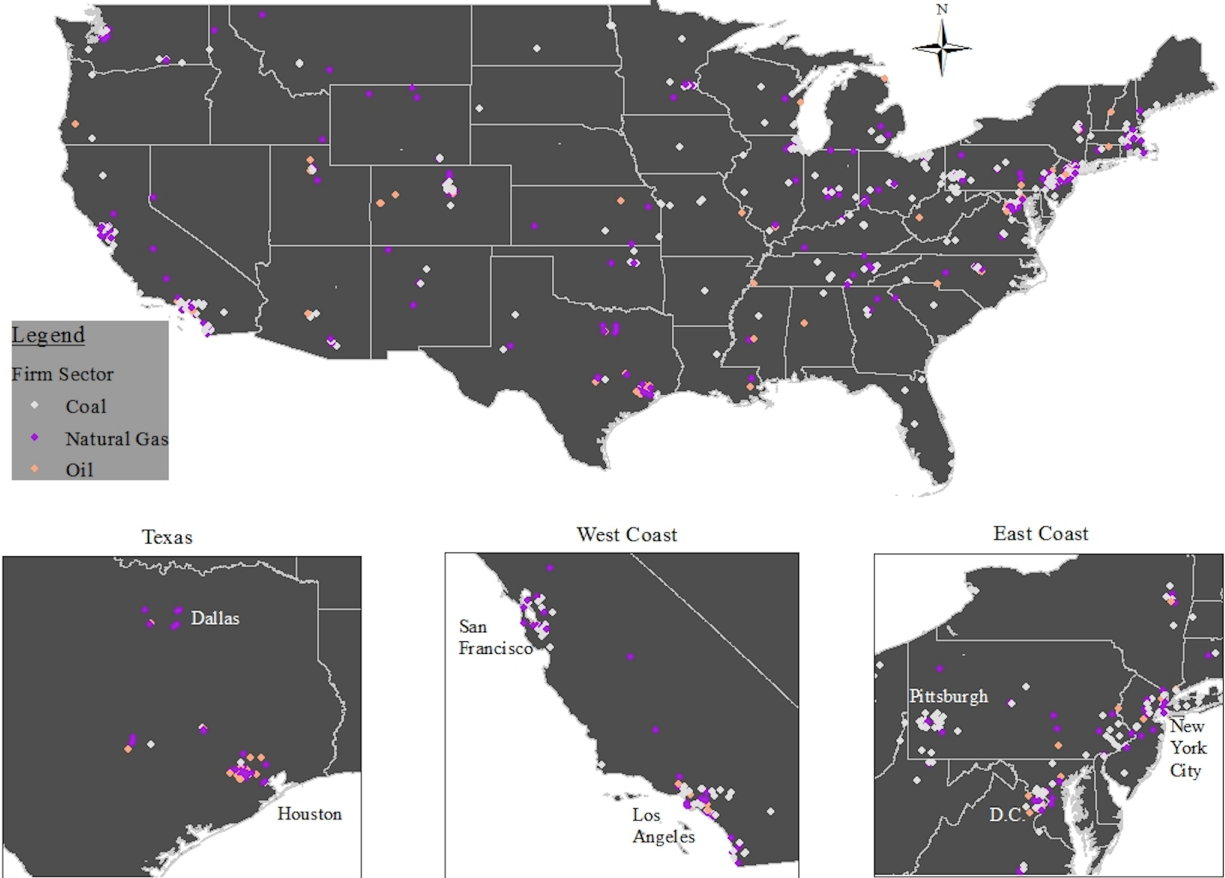 N
Legend
Firm Sector
Coal
Natural Gas
Oil
Texas
Dallas
Houston
West Coast
San
Francisco
Los
Angeles
East Coast
Pittsburgh
New
York
City
D.C.